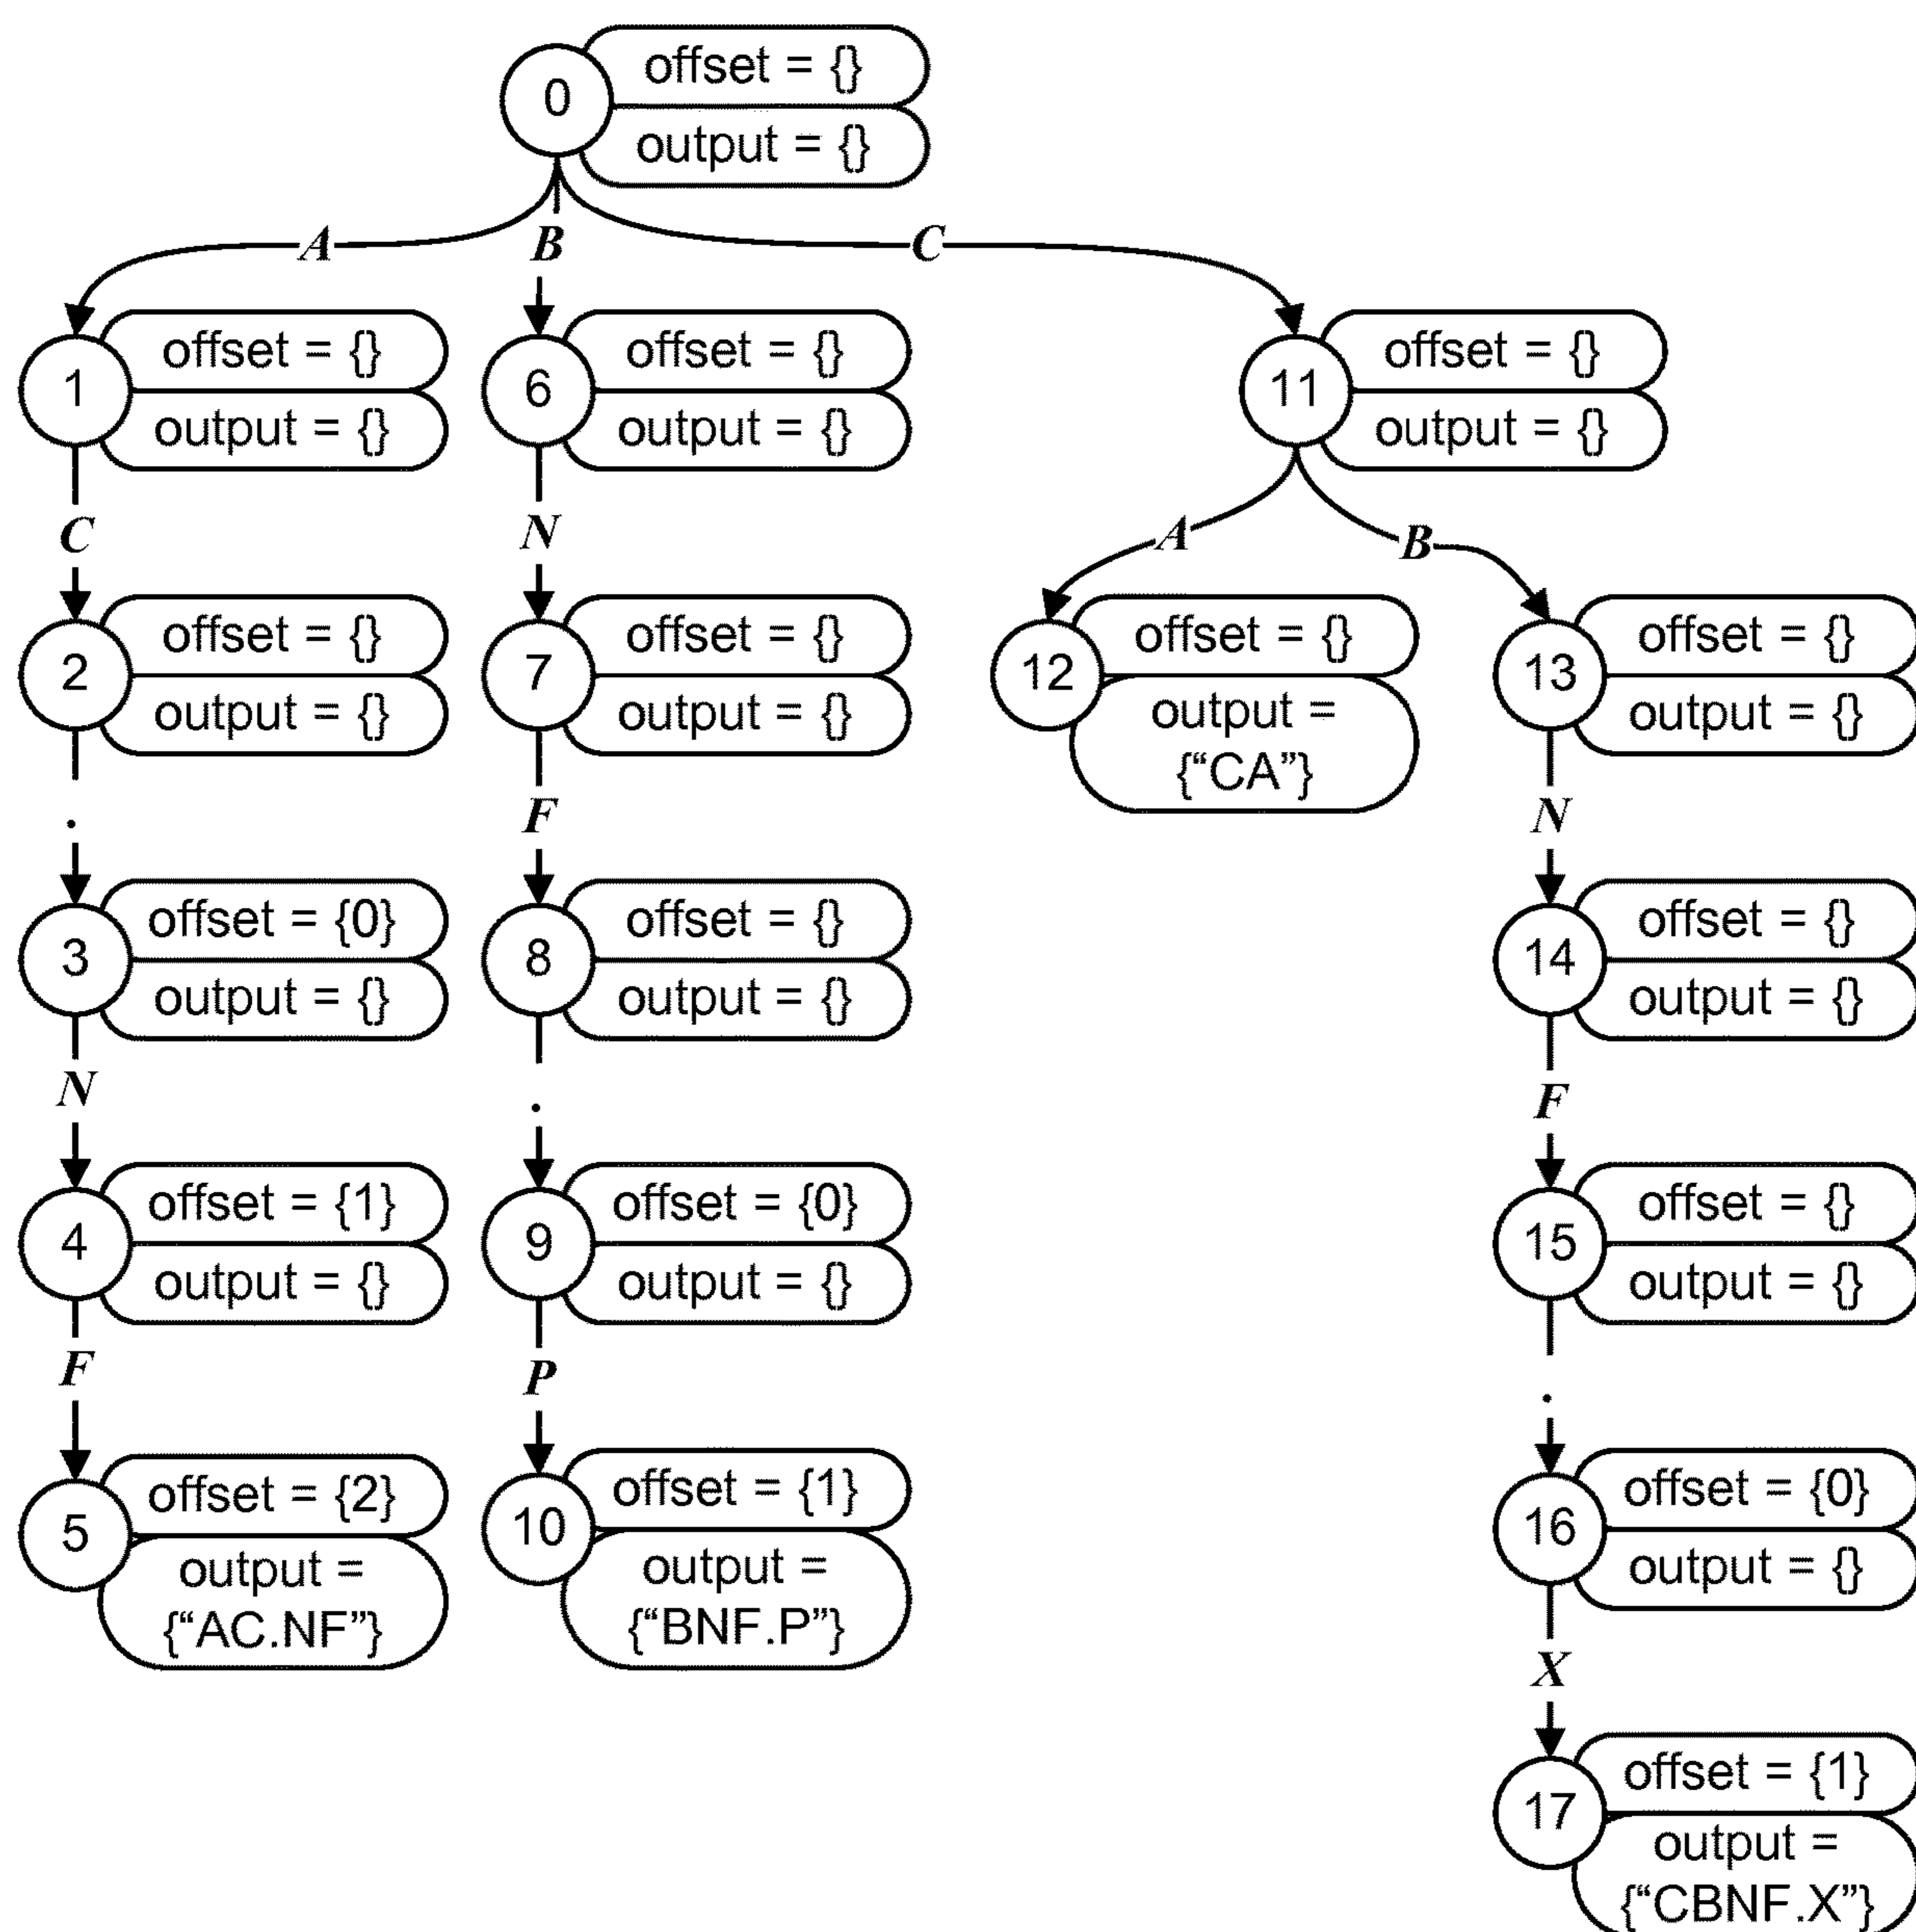 0
offset = {}
output = {}
A
B
C
1
offset = {}
output = {}
6
offset = {}
output = {}
11
offset = {}
output = {}
C
N
A
B
2
offset = {}
output = {}
7
offset = {}
output = {}
12
offset = {}
output =
{“CA”}
13
offset = {}
output = {}
.
F
N
3
offset = {0}
output = {}
8
offset = {}
output = {}
14
offset = {}
output = {}
N
.
F
4
offset = {1}
output = {}
9
offset = {0}
output = {}
15
offset = {}
output = {}
F
P
.
5
offset = {2}
output =
{“AC.NF”}
10
offset = {1}
output =
{“BNF.P”}
16
offset = {0}
output = {}
X
17
offset = {1}
output =
{“CBNF.X”}